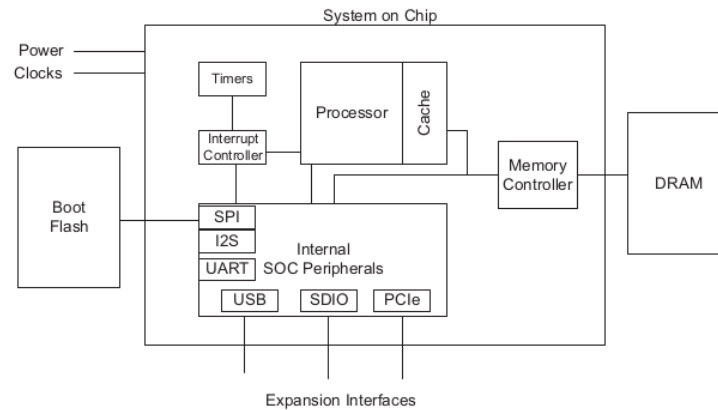 System on Chip
Power
Clocks
Timers
Processor
Cache
Interrupt
Controller
Memory
Controller
DRAM
Boot
Flash
SPI
I2S
UART
Internal
SOC Peripherals
USB
SDIO
PCIe
Expansion Interfaces